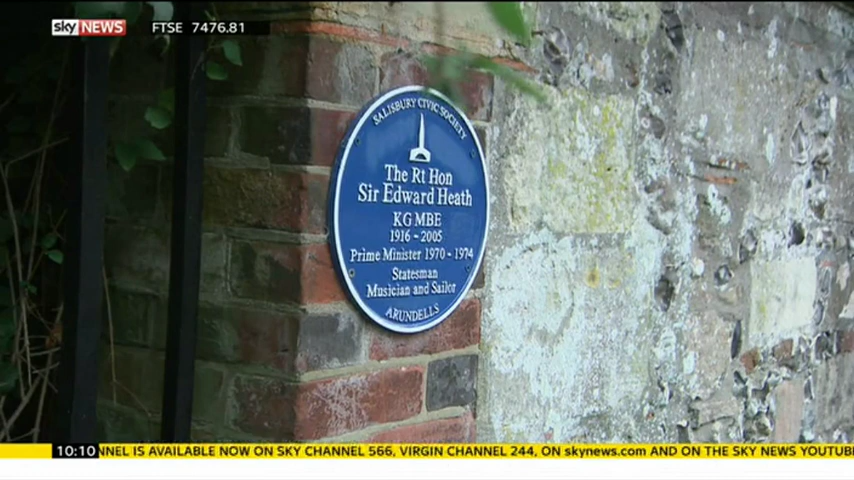 sky NEWS
FTSE 7476.81
SALISBURY CIVIC SOCIETY
The Rt Hon
Sir Edward Heath
KG MBE
1916 - 2005
Prime Minister 1970 - 1974
Statesman
Musician and Sailor
ARUNDELLS
10:10 NNEL IS AVAILABLE NOW ON SKY CHANNEL 566, VIRGIN CHANNEL 244, ON skynews.com AND ON THE SKY NEWS YOUTUBE